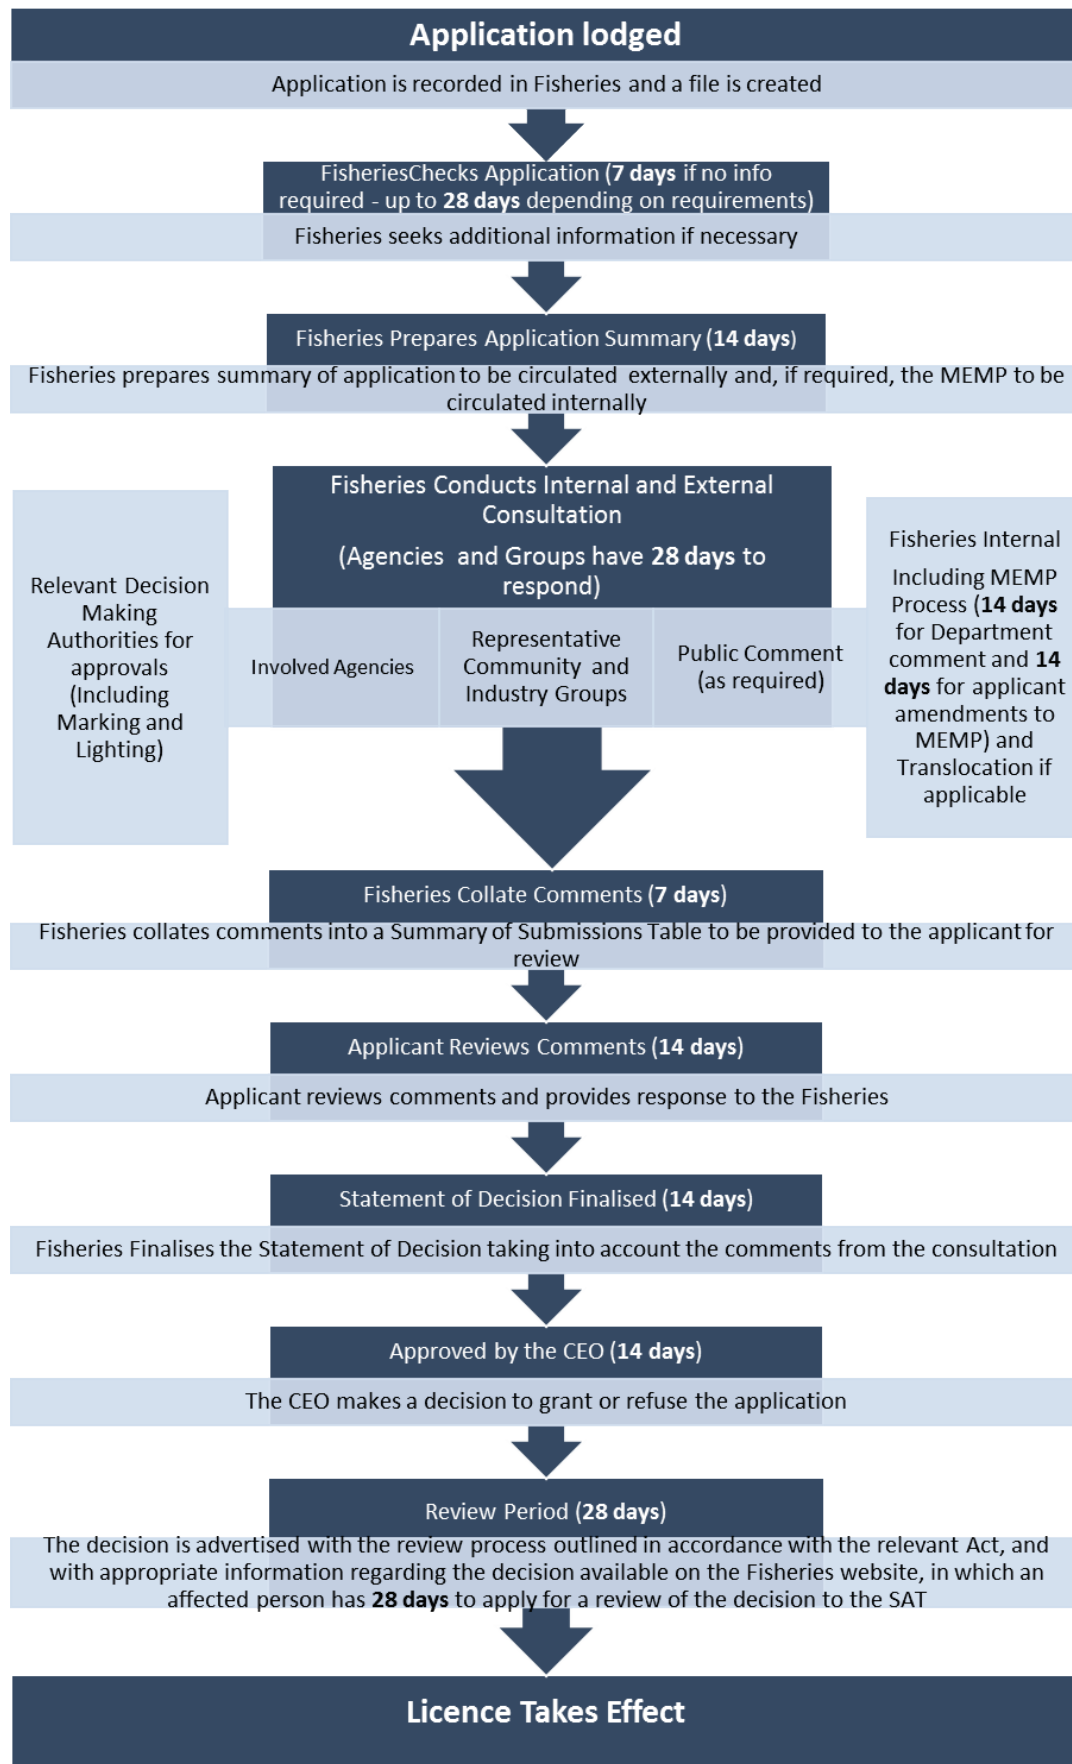 Application lodged
Application is recorded in Fisheries and a file is created
FisheriesChecks Application (7 days if no info
required - up to 28 days depending on requirements)
Fisheries seeks additional information if necessary
Fisheries Prepares Application Summary (14 days)
Fisheries prepares summary of application to be circulated externally and, if required, the MEMP to be
circulated internally
Fisheries Conducts Internal and External
Consultation
(Agencies and Groups have 28 days to
respond)
Relevant Decision
Making
Authorities for
approvals
(Including
Marking and
Lighting)
Involved Agencies
Representative
Community and
Industry Groups
Public Comment
(as required)
Fisheries Internal
Including MEMP
Process (14 days
for Department
comment and 14
days for applicant
amendments to
MEMP) and
Translocation if
applicable
Fisheries Collate Comments (7 days)
Fisheries collates comments into a Summary of Submissions Table to be provided to the applicant for
review
Applicant Reviews Comments (14 days)
Applicant reviews comments and provides response to the Fisheries
Statement of Decision Finalised (14 days)
Fisheries Finalises the Statement of Decision taking into account the comments from the consultation
Approved by the CEO (14 days)
The CEO makes a decision to grant or refuse the application
Review Period (28 days)
The decision is advertised with the review process outlined in accordance with the relevant Act, and
with appropriate information regarding the decision available on the Fisheries website, in which an
affected person has 28 days to apply for a review of the decision to the SAT
Licence Takes Effect